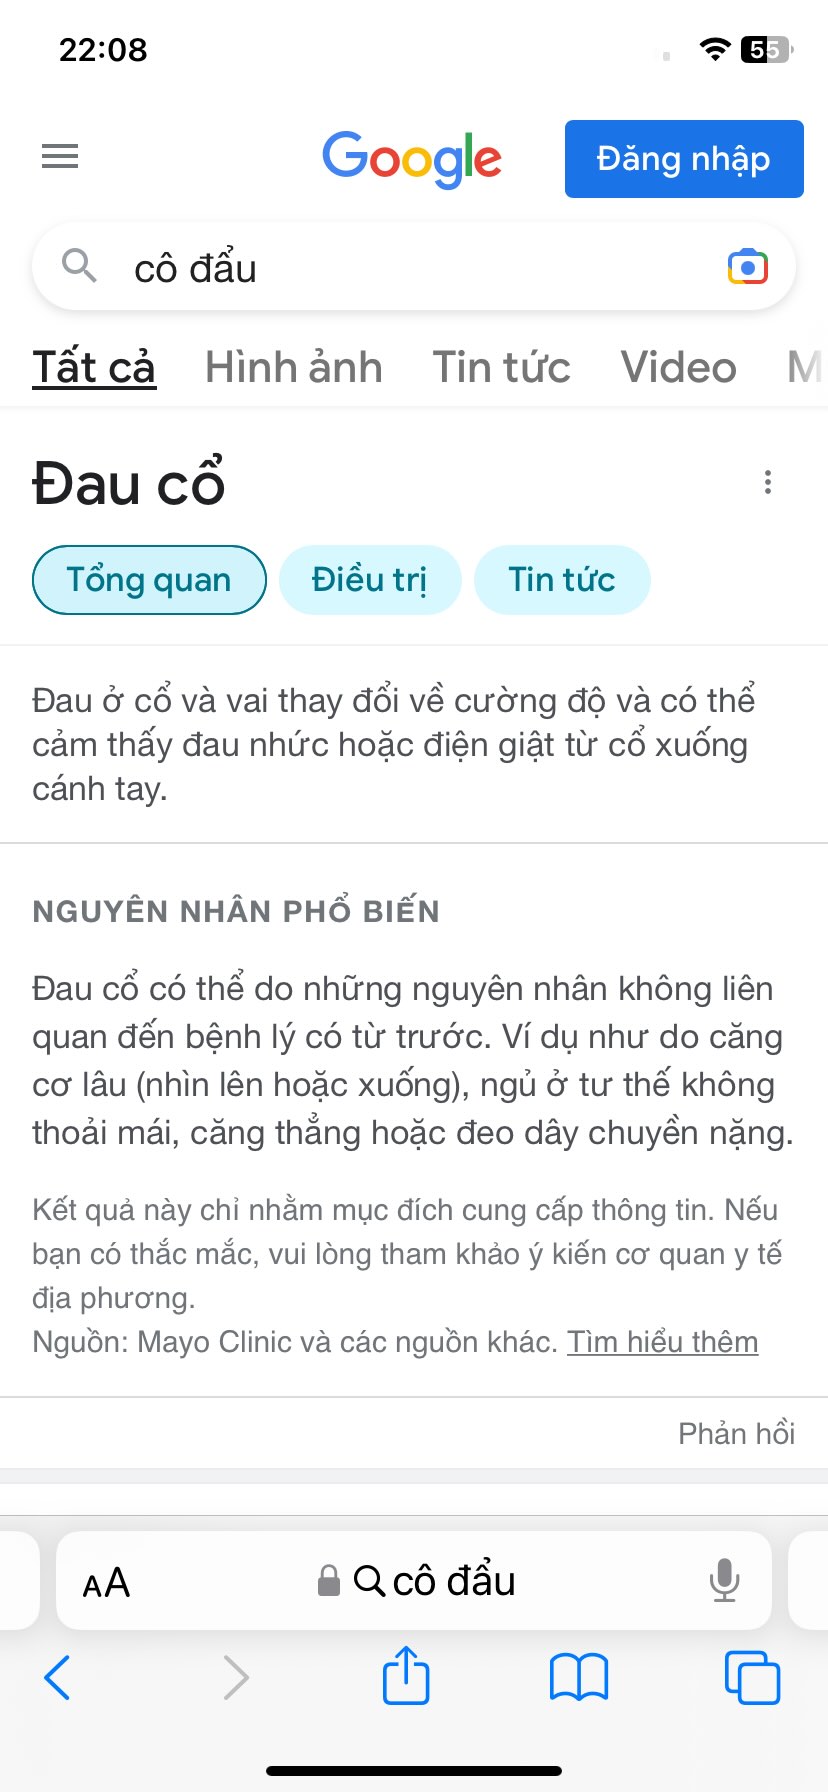 22:08
55
Google
Đăng nhập
cô đẩu
Tất cả Hình ảnh Tin tức Video M
Đau cổ
Tổng quan Điều trị Tin tức
Đau ở cổ và vai thay đổi về cường độ và có thể
cảm thấy đau nhức hoặc điện giật từ cổ xuống
cánh tay.
NGUYÊN NHÂN PHỔ BIẾN
Đau cổ có thể do những nguyên nhân không liên
quan đến bệnh lý có từ trước. Ví dụ như do căng
cơ lâu (nhìn lên hoặc xuống), ngủ ở tư thế không
thoải mái, căng thẳng hoặc đeo dây chuyền nặng.
Kết quả này chỉ nhằm mục đích cung cấp thông tin. Nếu
bạn có thắc mắc, vui lòng tham khảo ý kiến cơ quan y tế
địa phương.
Nguồn: Mayo Clinic và các nguồn khác. Tìm hiểu thêm
Phản hồi
AA cô đẩu